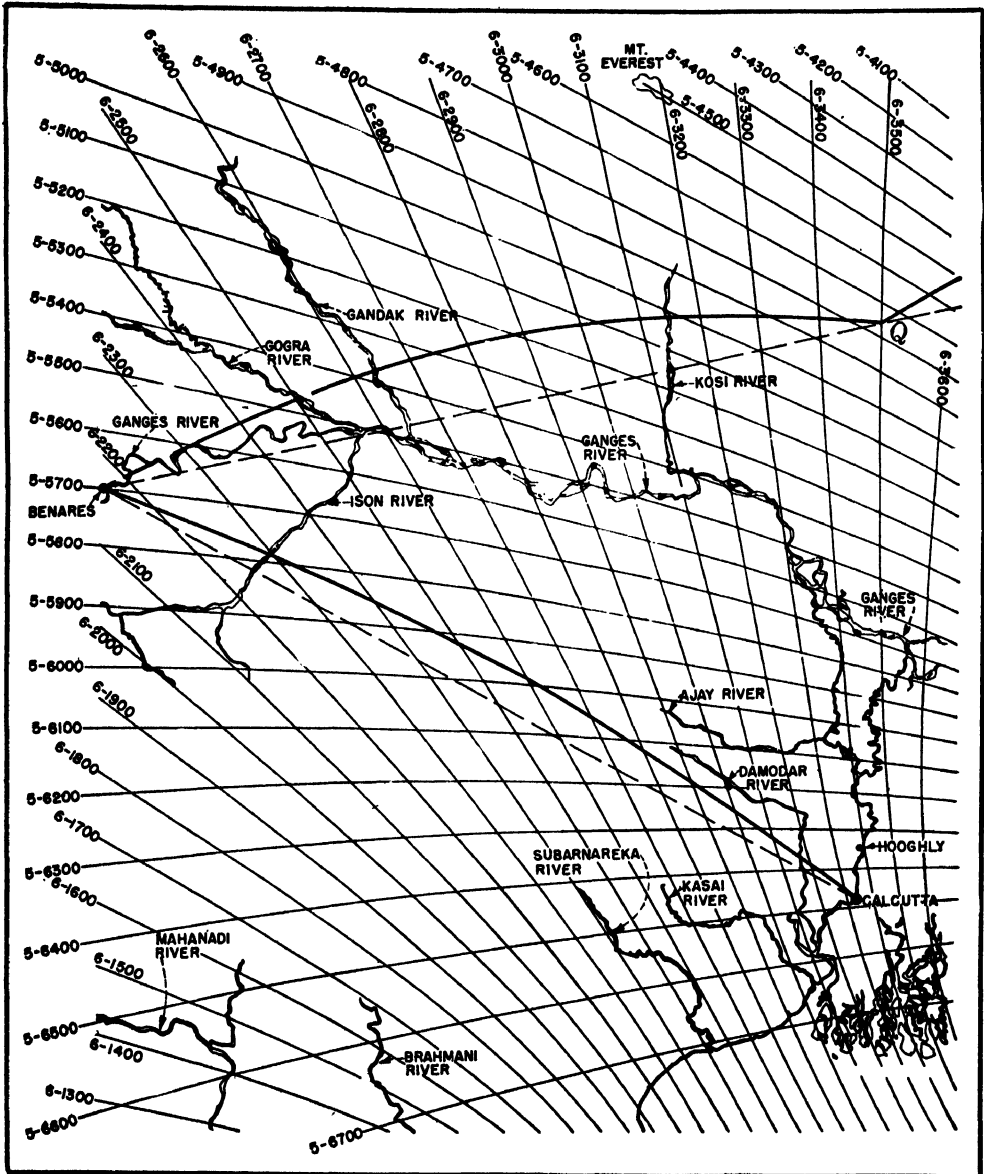 6-2600
6-2700
5-4900
5-4800
5-4700
6-3000
5-4600
6-3100
MT.
EVEREST
5-4400
5-4300
5-4200
5-4100
5-5000
6-2500
6-2800
6-2900
5-4500
6-3200
6-3300
6-3400
6-3500
5-5100
5-5200
6-2400
5-5300
5-5400
GANDAK RIVER
GOGRA
RIVER
6-2300
5-5500
Q
6-3600
KOSI RIVER
GANGES RIVER
5-5600
6-2200
GANGES
RIVER
5-5700
BENARES
ISON RIVER
5-5800
6-2100
5-5900
GANGES
RIVER
6-2000
5-6000
6-1900
AJAY RIVER
5-6100
6-1800
DAMODAR
RIVER
5-6200
6-1700
HOOGHLY
SUBARNAREKA
RIVER
5-6300
6-1600
KASAI
RIVER
CALCUTTA
5-6400
MAHANADI
RIVER
6-1500
5-6500
6-1400
BRAHMANI
RIVER
6-1300
5-6600
5-6700